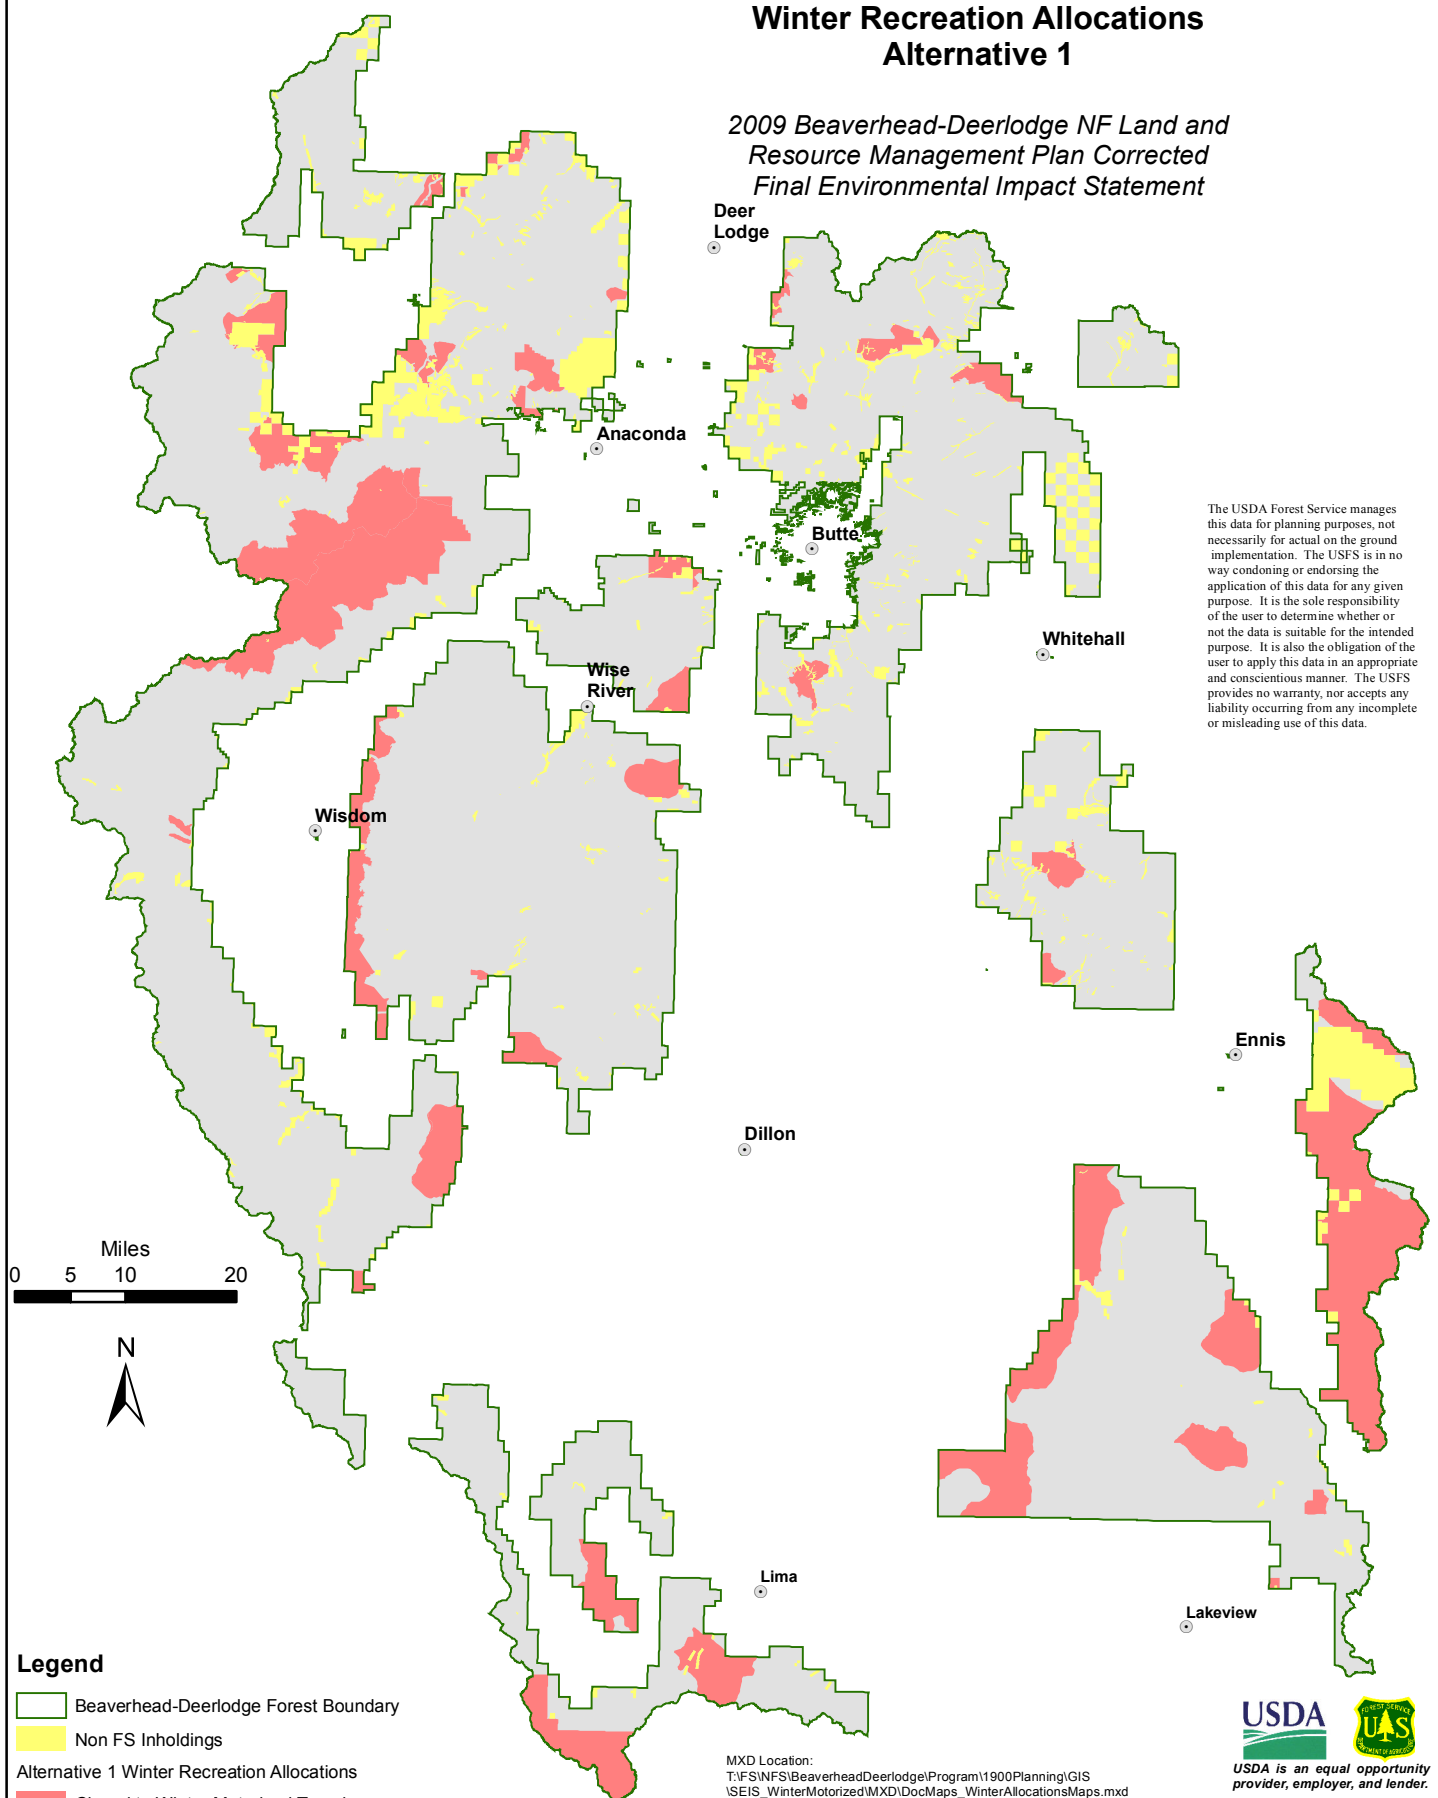 Winter Recreation Allocations
Alternative 1
2009 Beaverhead-Deerlodge NF Land and
Resource Management Plan Corrected
Final Environmental Impact Statement
Deer
Lodge
Anaconda
Butte
Whitehall
Wise
River
Wisdom
Ennis
Dillon
Lima
Lakeview
The USDA Forest Service manages
this data for planning purposes, not
necessarily for actual on the ground
implementation. The USFS is in no
way condoning or endorsing the
application of this data for any given
purpose. It is the sole responsibility
of the user to determine whether or
not the data is suitable for the intended
purpose. It is also the obligation of the
user to apply this data in an appropriate
and conscientious manner. The USFS
provides no warranty, nor accepts any
liability occurring from any incomplete
or misleading use of this data.
Miles
0 5 10 20
N
Legend
Beaverhead-Deerlodge Forest Boundary
Non FS Inholdings
Alternative 1 Winter Recreation Allocations
MXD Location:
T:\FS\NFS\BeaverheadDeerlodge\Program\1900Planning\GIS
\SEIS_WinterMotorized\MXD\DocMaps_WinterAllocationsMaps.mxd
USDA
FOREST SERVICE
U S
DEPARTMENT OF AGRICULTURE
USDA is an equal opportunity
provider, employer, and lender.